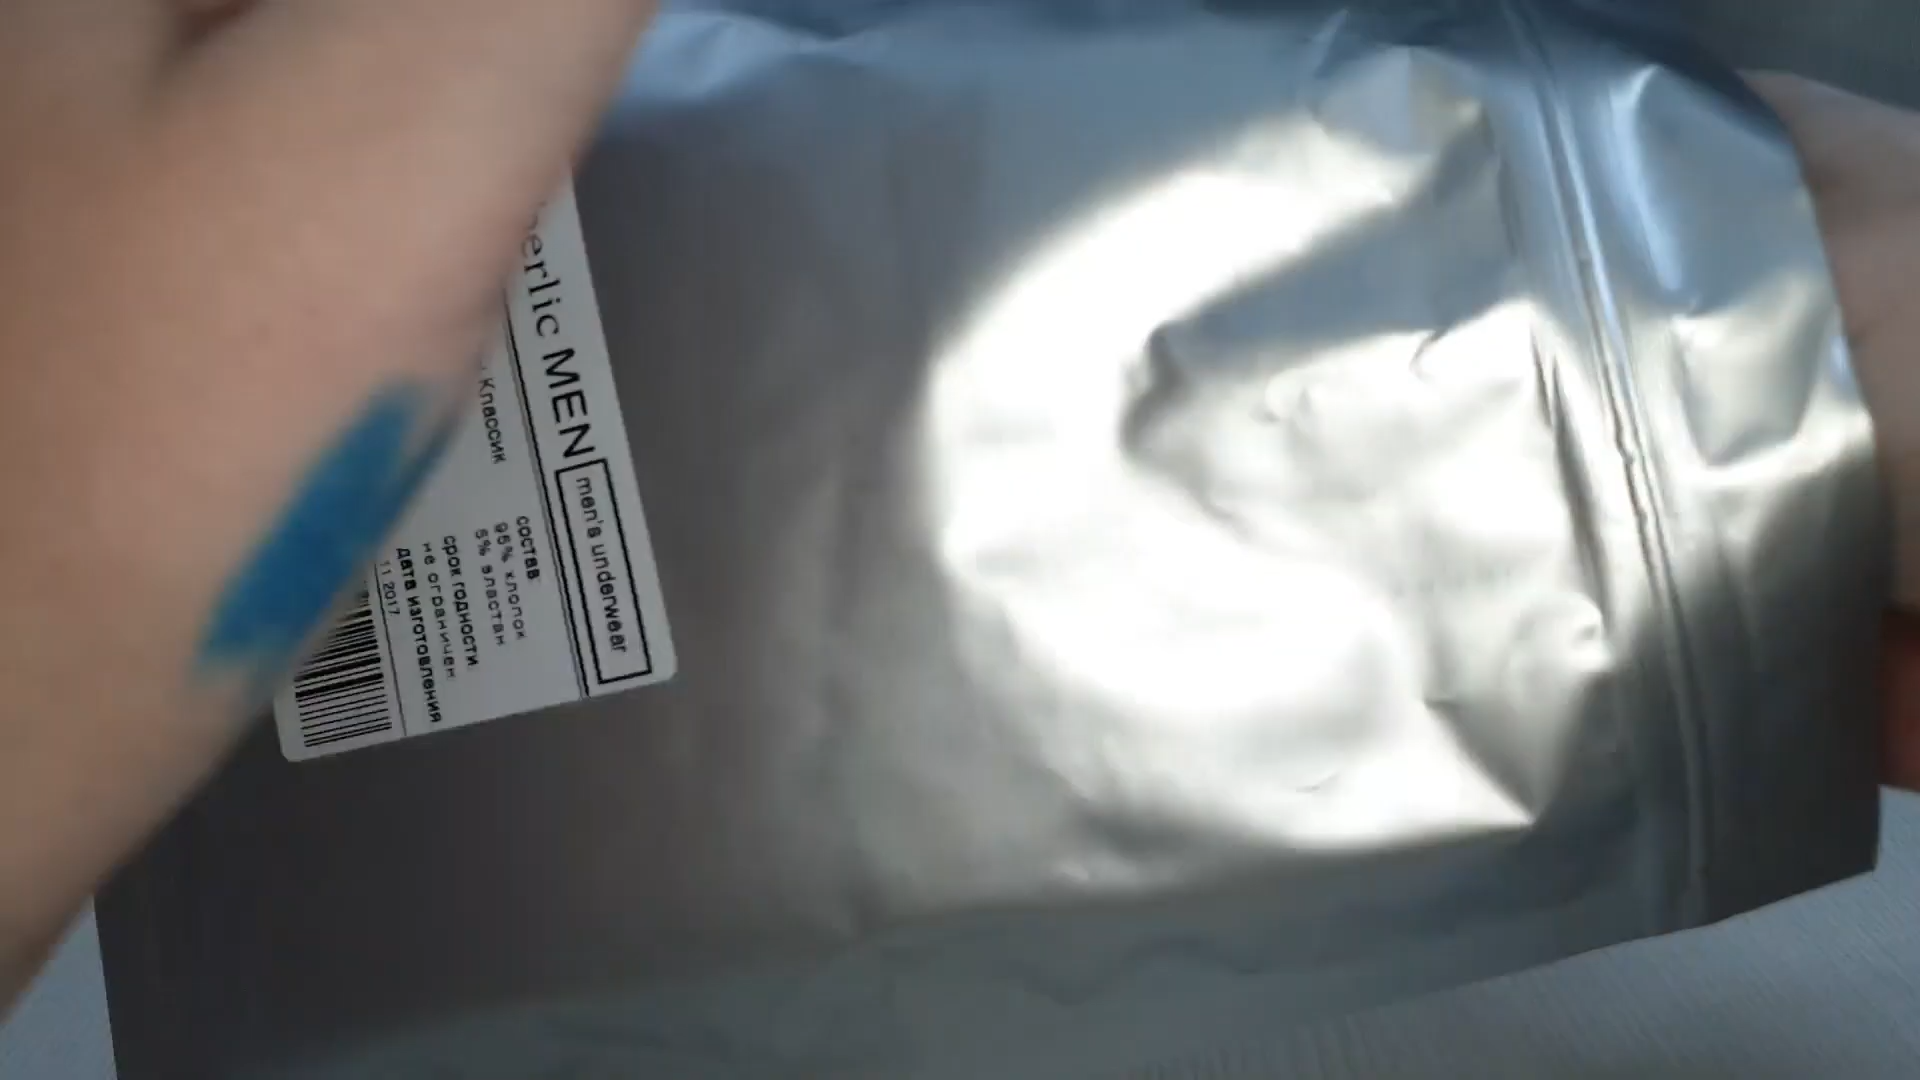 erlic MEN
men's underwear
Классик
состав:
95% хлопок
5% эластан
срок годности:
не ограничен
дата изготовления
11 2017